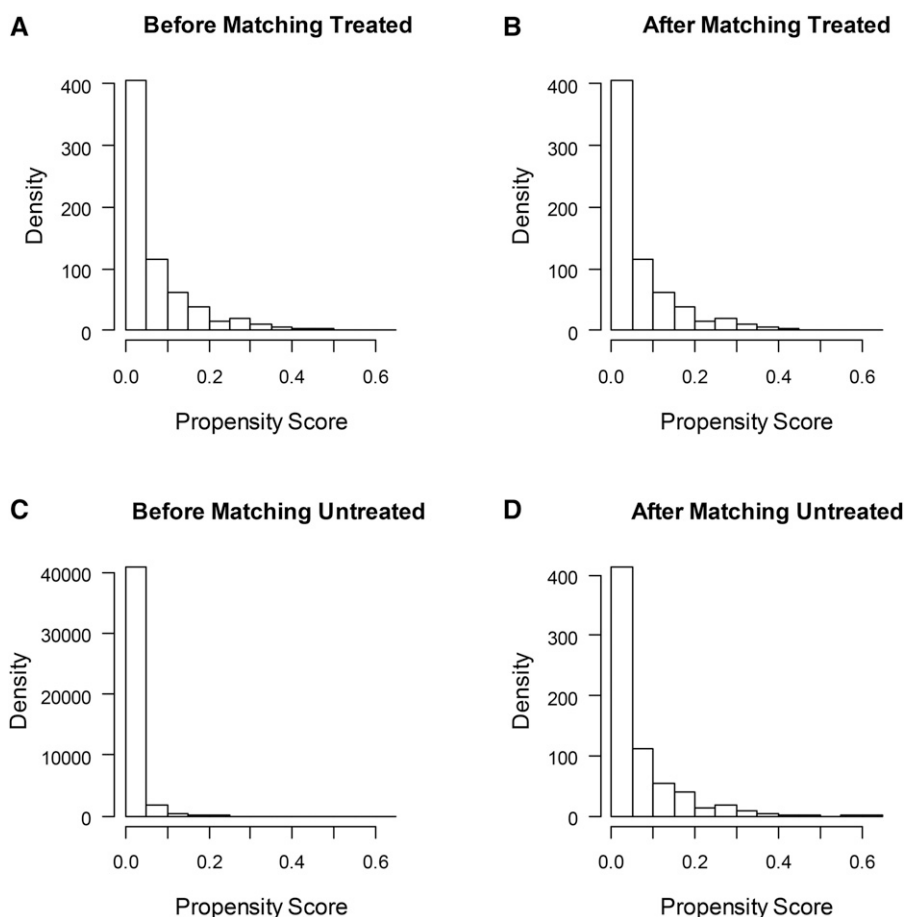 A Before Matching Treated
400
300
200
100
0
Density
0.0 0.2 0.4 0.6
Propensity Score
B After Matching Treated
400
300
200
100
0
Density
0.0 0.2 0.4 0.6
Propensity Score
C Before Matching Untreated
40000
30000
20000
10000
0
Density
0.0 0.2 0.4 0.6
Propensity Score
D After Matching Untreated
400
300
200
100
0
Density
0.0 0.2 0.4 0.6
Propensity Score